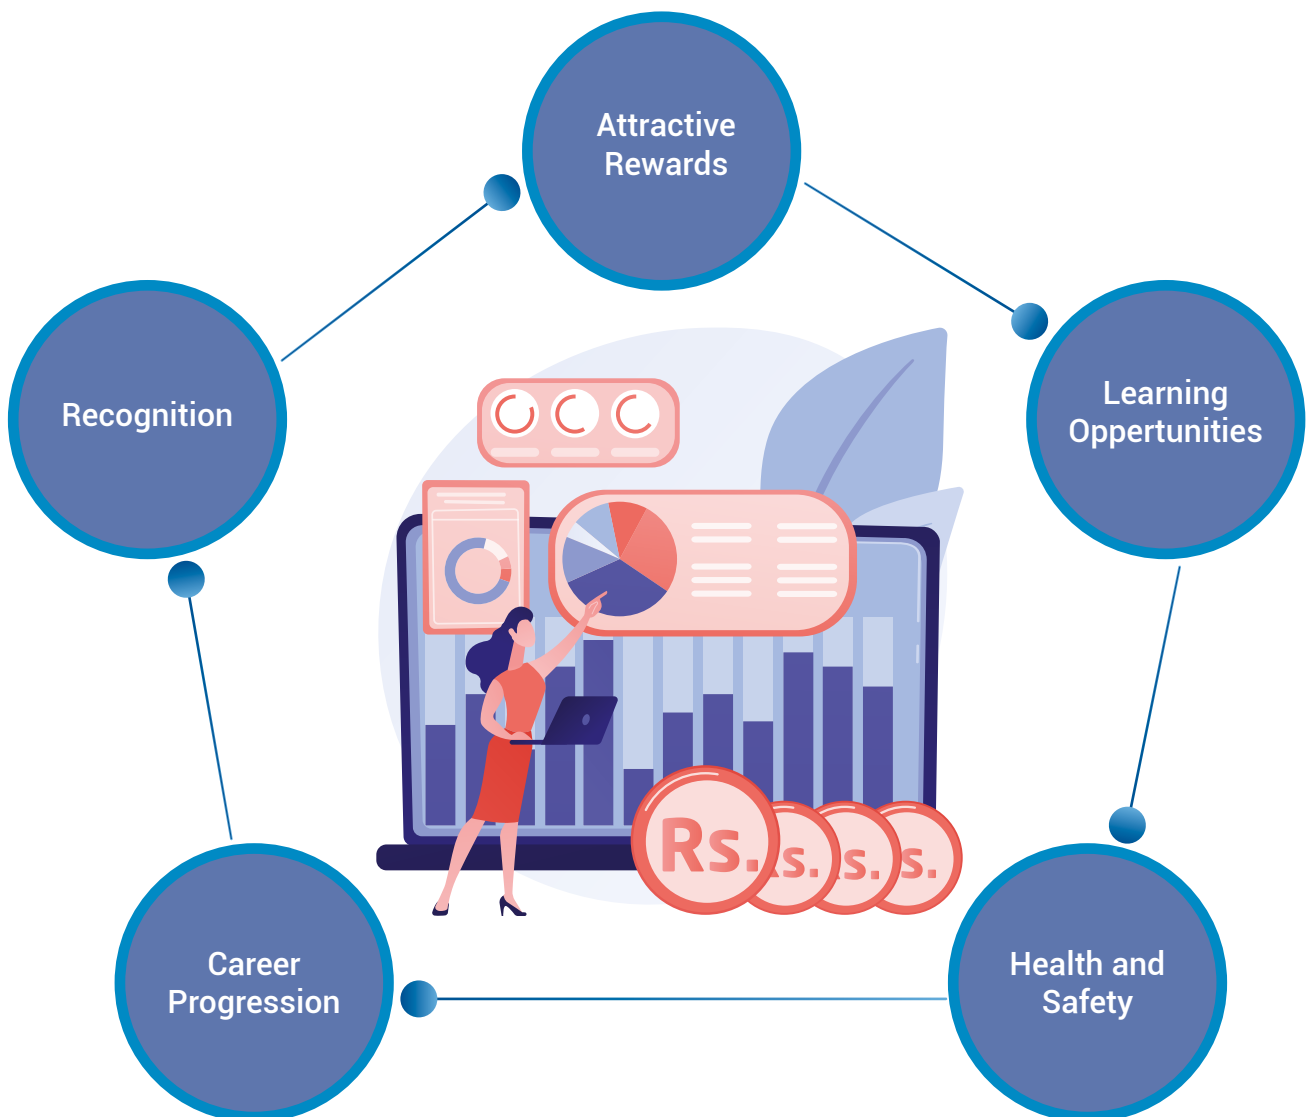 Attractive
Rewards
Recognition
Learning
Oppertunities
Rs.
s.
s.
s.
Career
Progression
Health and
Safety